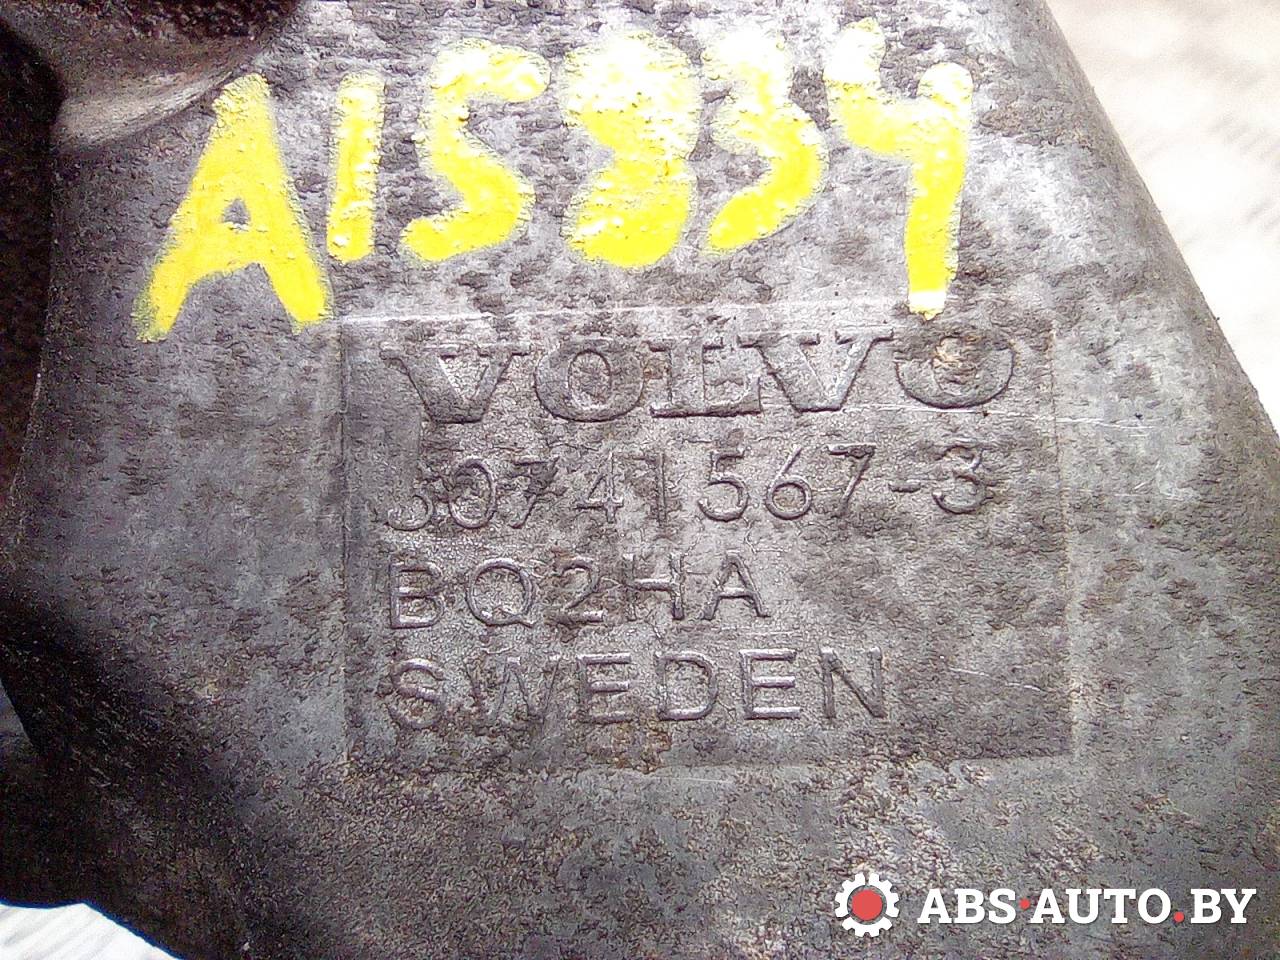 A15834
VOLVO
30741567-3
BQ2HA
SWEDEN
ABS·AUTO.BY